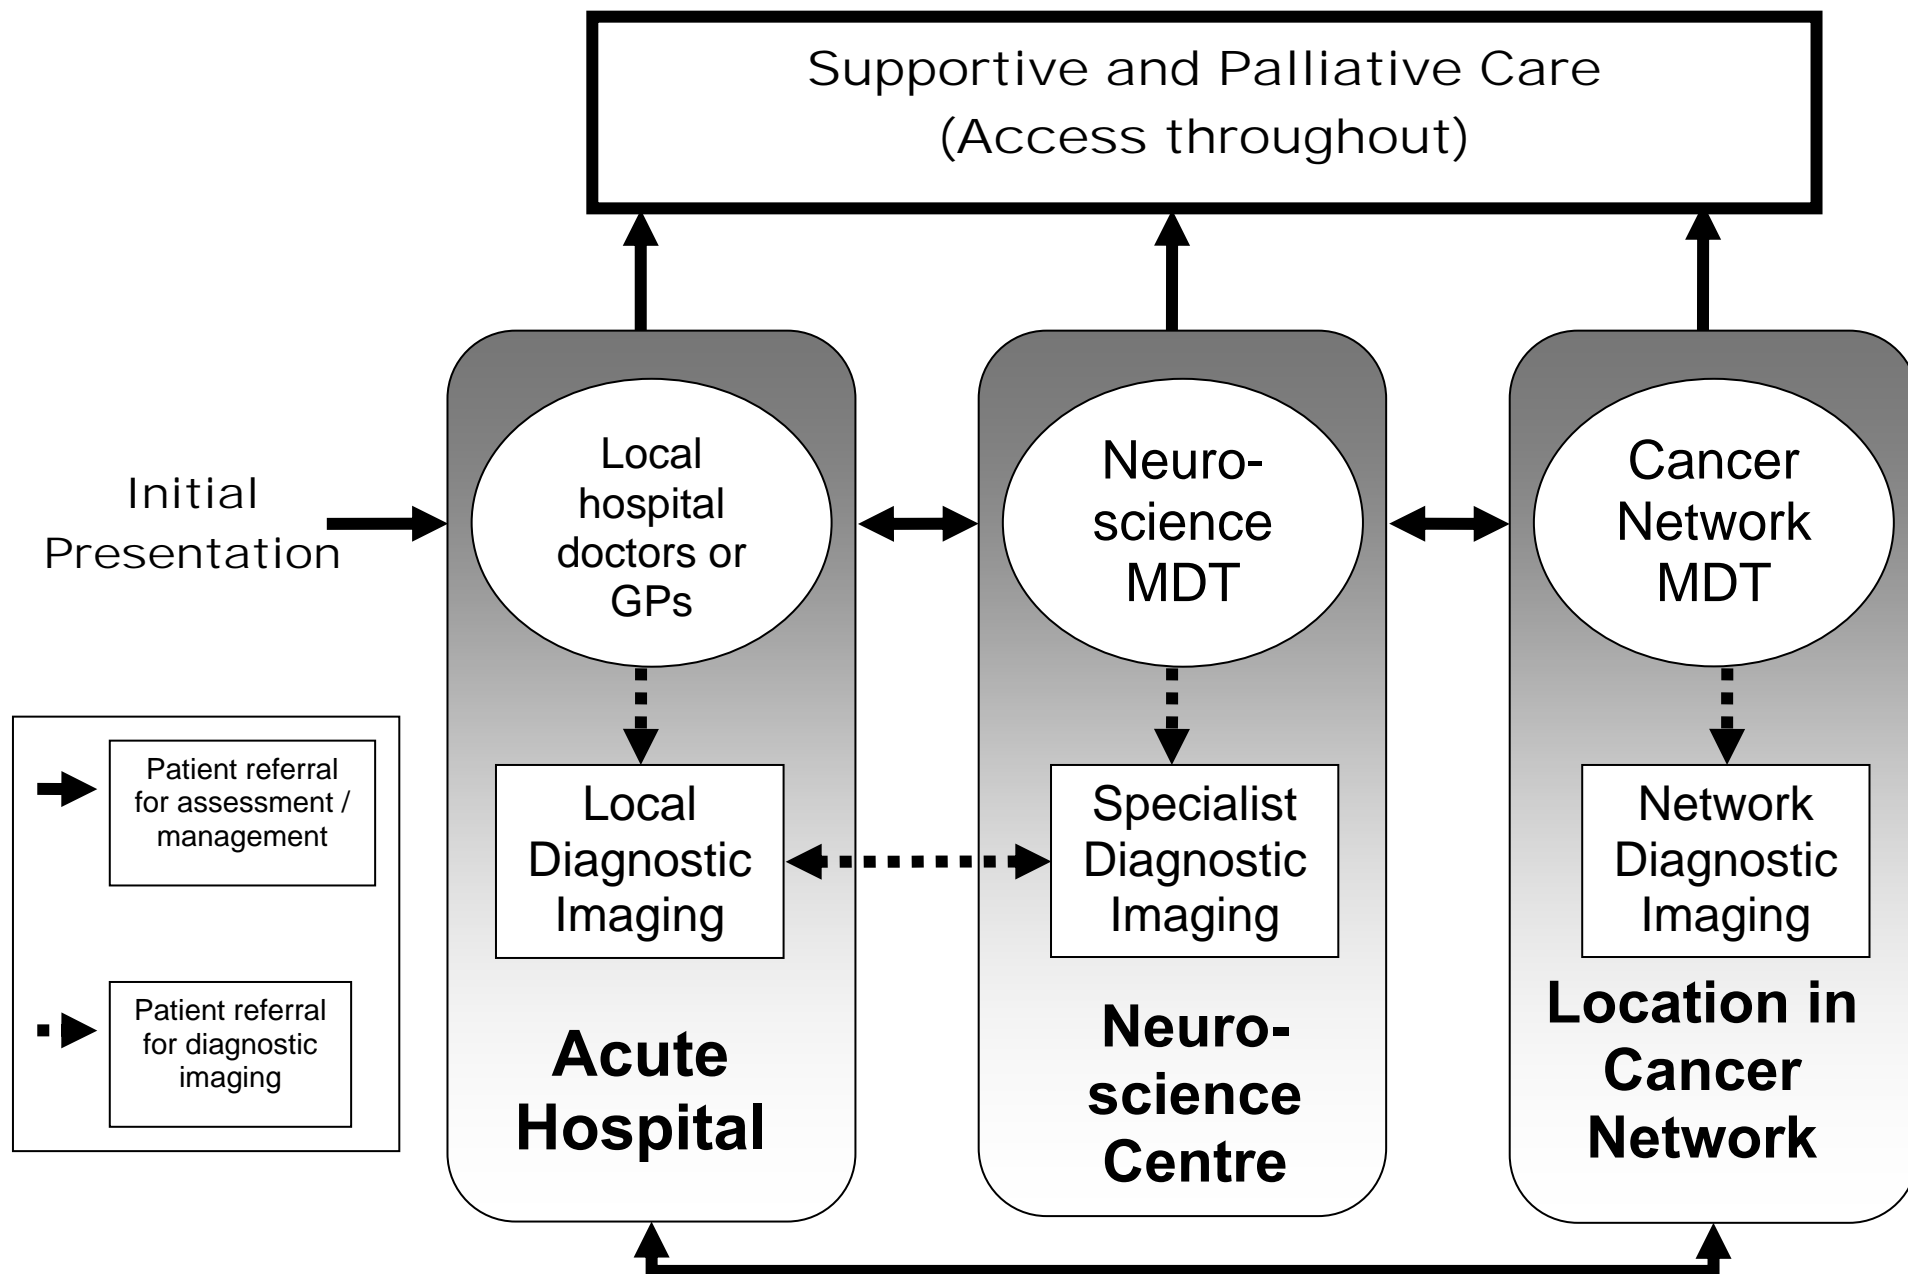 Supportive and Palliative Care
(Access throughout)
Initial
Presentation
Local
hospital
doctors or
GPs
Neuro-
science
MDT
Cancer
Network
MDT
Patient referral
for assessment /
management
Patient referral
for diagnostic
imaging
Local
Diagnostic
Imaging
Specialist
Diagnostic
Imaging
Network
Diagnostic
Imaging
Acute
Hospital
Neuro-
science
Centre
Location in
Cancer
Network